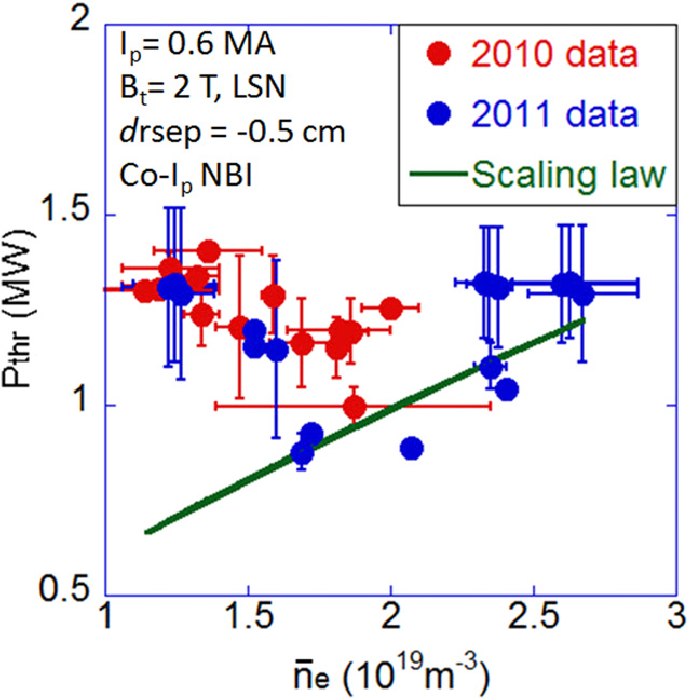 2
1.5
1
0.5
Pthr (MW)
Ip= 0.6 MA
Bt= 2 T, LSN
drsep = -0.5 cm
Co-Ip NBI
2010 data
2011 data
Scaling law
1 1.5 2 2.5 3
n̄e (10¹⁹m⁻³)